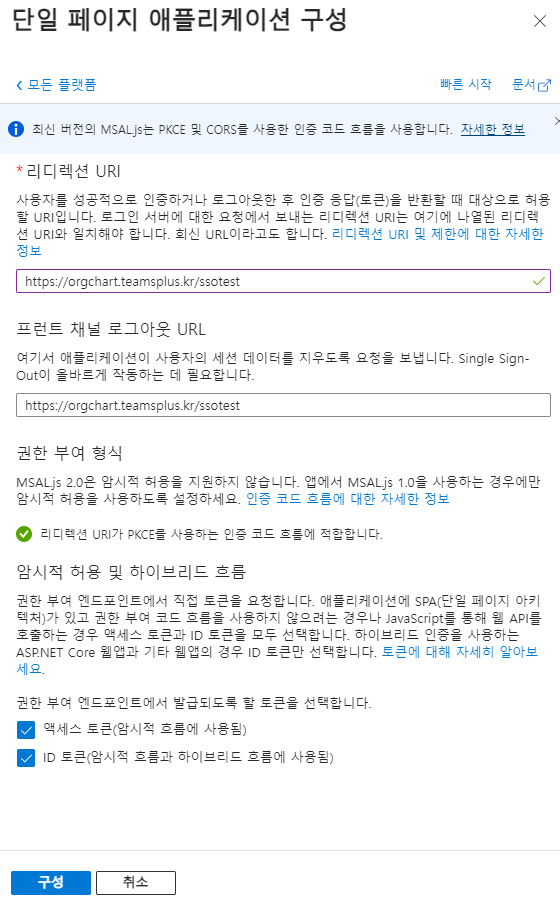 단일 페이지 애플리케이션 구성
모든 플랫폼
빠른 시작
문서
최신 버전의 MSAL.js는 PKCE 및 CORS를 사용한 인증 코드 흐름을 사용합니다. 자세한 정보
* 리디렉션 URI
사용자를 성공적으로 인증하거나 로그아웃한 후 인증 응답(토큰)을 반환할 때 대상으로 허용
할 URI입니다. 로그인 서버에 대한 요청에서 보내는 리디렉션 URI는 여기에 나열된 리디렉
션 URI와 일치해야 합니다. 회신 URL이라고도 합니다. 리디렉션 URI 및 제한에 대한 자세한
정보
https://orgchart.teamsplus.kr/ssotest
프런트 채널 로그아웃 URL
여기서 애플리케이션이 사용자의 세션 데이터를 지우도록 요청을 보냅니다. Single Sign-
Out이 올바르게 작동하는 데 필요합니다.
https://orgchart.teamsplus.kr/ssotest
권한 부여 형식
MSAL.js 2.0은 암시적 허용을 지원하지 않습니다. 앱에서 MSAL.js 1.0을 사용하는 경우에만
암시적 허용을 사용하도록 설정하세요. 인증 코드 흐름에 대한 자세한 정보
리디렉션 URI가 PKCE를 사용하는 인증 코드 흐름에 적합합니다.
암시적 허용 및 하이브리드 흐름
권한 부여 엔드포인트에서 직접 토큰을 요청합니다. 애플리케이션에 SPA(단일 페이지 아키
텍처)가 있고 권한 부여 코드 흐름을 사용하지 않으려는 경우나 JavaScript를 통해 웹 API를
호출하는 경우 액세스 토큰과 ID 토큰을 모두 선택합니다. 하이브리드 인증을 사용하는
ASP.NET Core 웹앱과 기타 웹앱의 경우 ID 토큰만 선택합니다. 토큰에 대해 자세히 알아보
세요.
권한 부여 엔드포인트에서 발급되도록 할 토큰을 선택합니다.
액세스 토큰(암시적 흐름에 사용됨)
ID 토큰(암시적 흐름과 하이브리드 흐름에 사용됨)
구성
취소